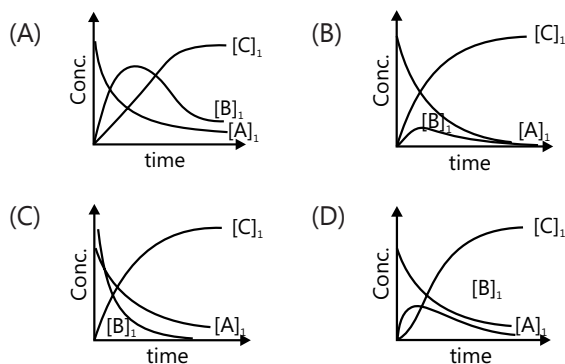 (A)
Conc.
[C]₁
[B]₁
[A]₁
time
(B)
Conc.
[C]₁
[B]₁
[A]₁
time
(C)
Conc.
[C]₁
[B]₁
[A]₁
time
(D)
Conc.
[C]₁
[B]₁
[A]₁
time